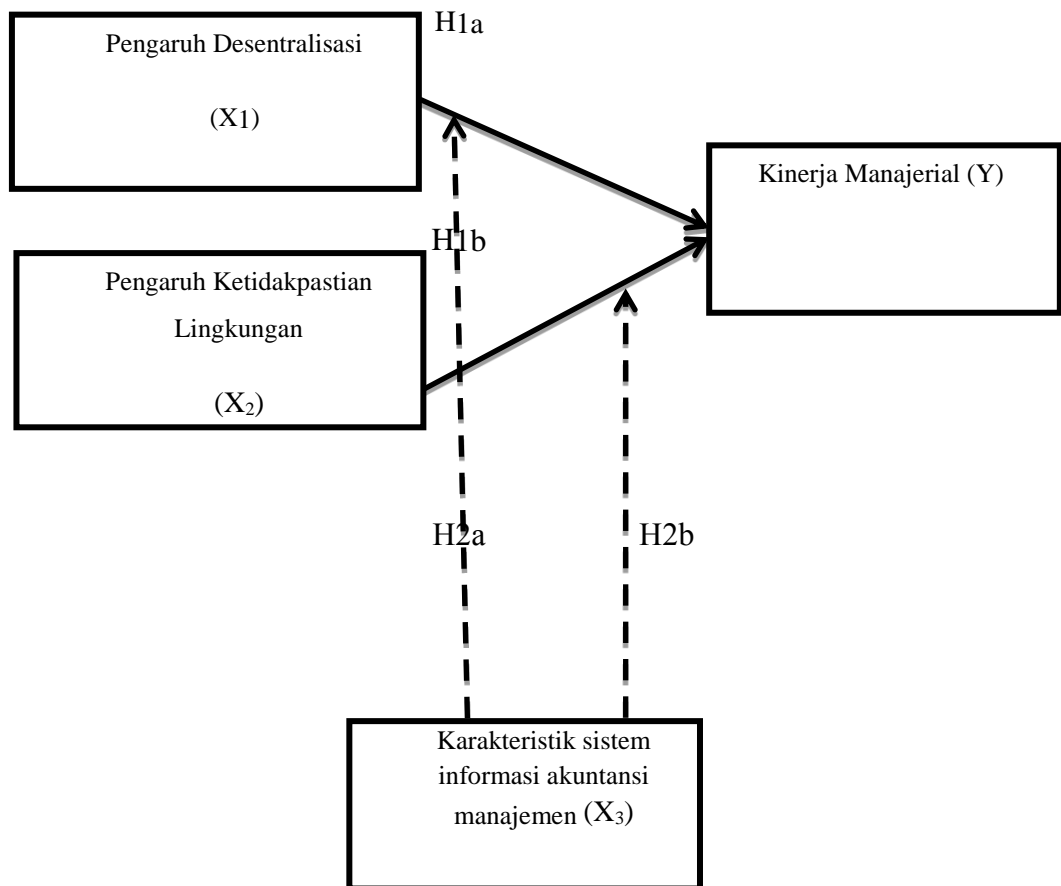 H1a
Pengaruh Desentralisasi
(X1)
Kinerja Manajerial (Y)
H1b
Pengaruh Ketidakpastian
Lingkungan
(X₂)
H2a
H2b
Karakteristik sistem
informasi akuntansi
manajemen (X₃)